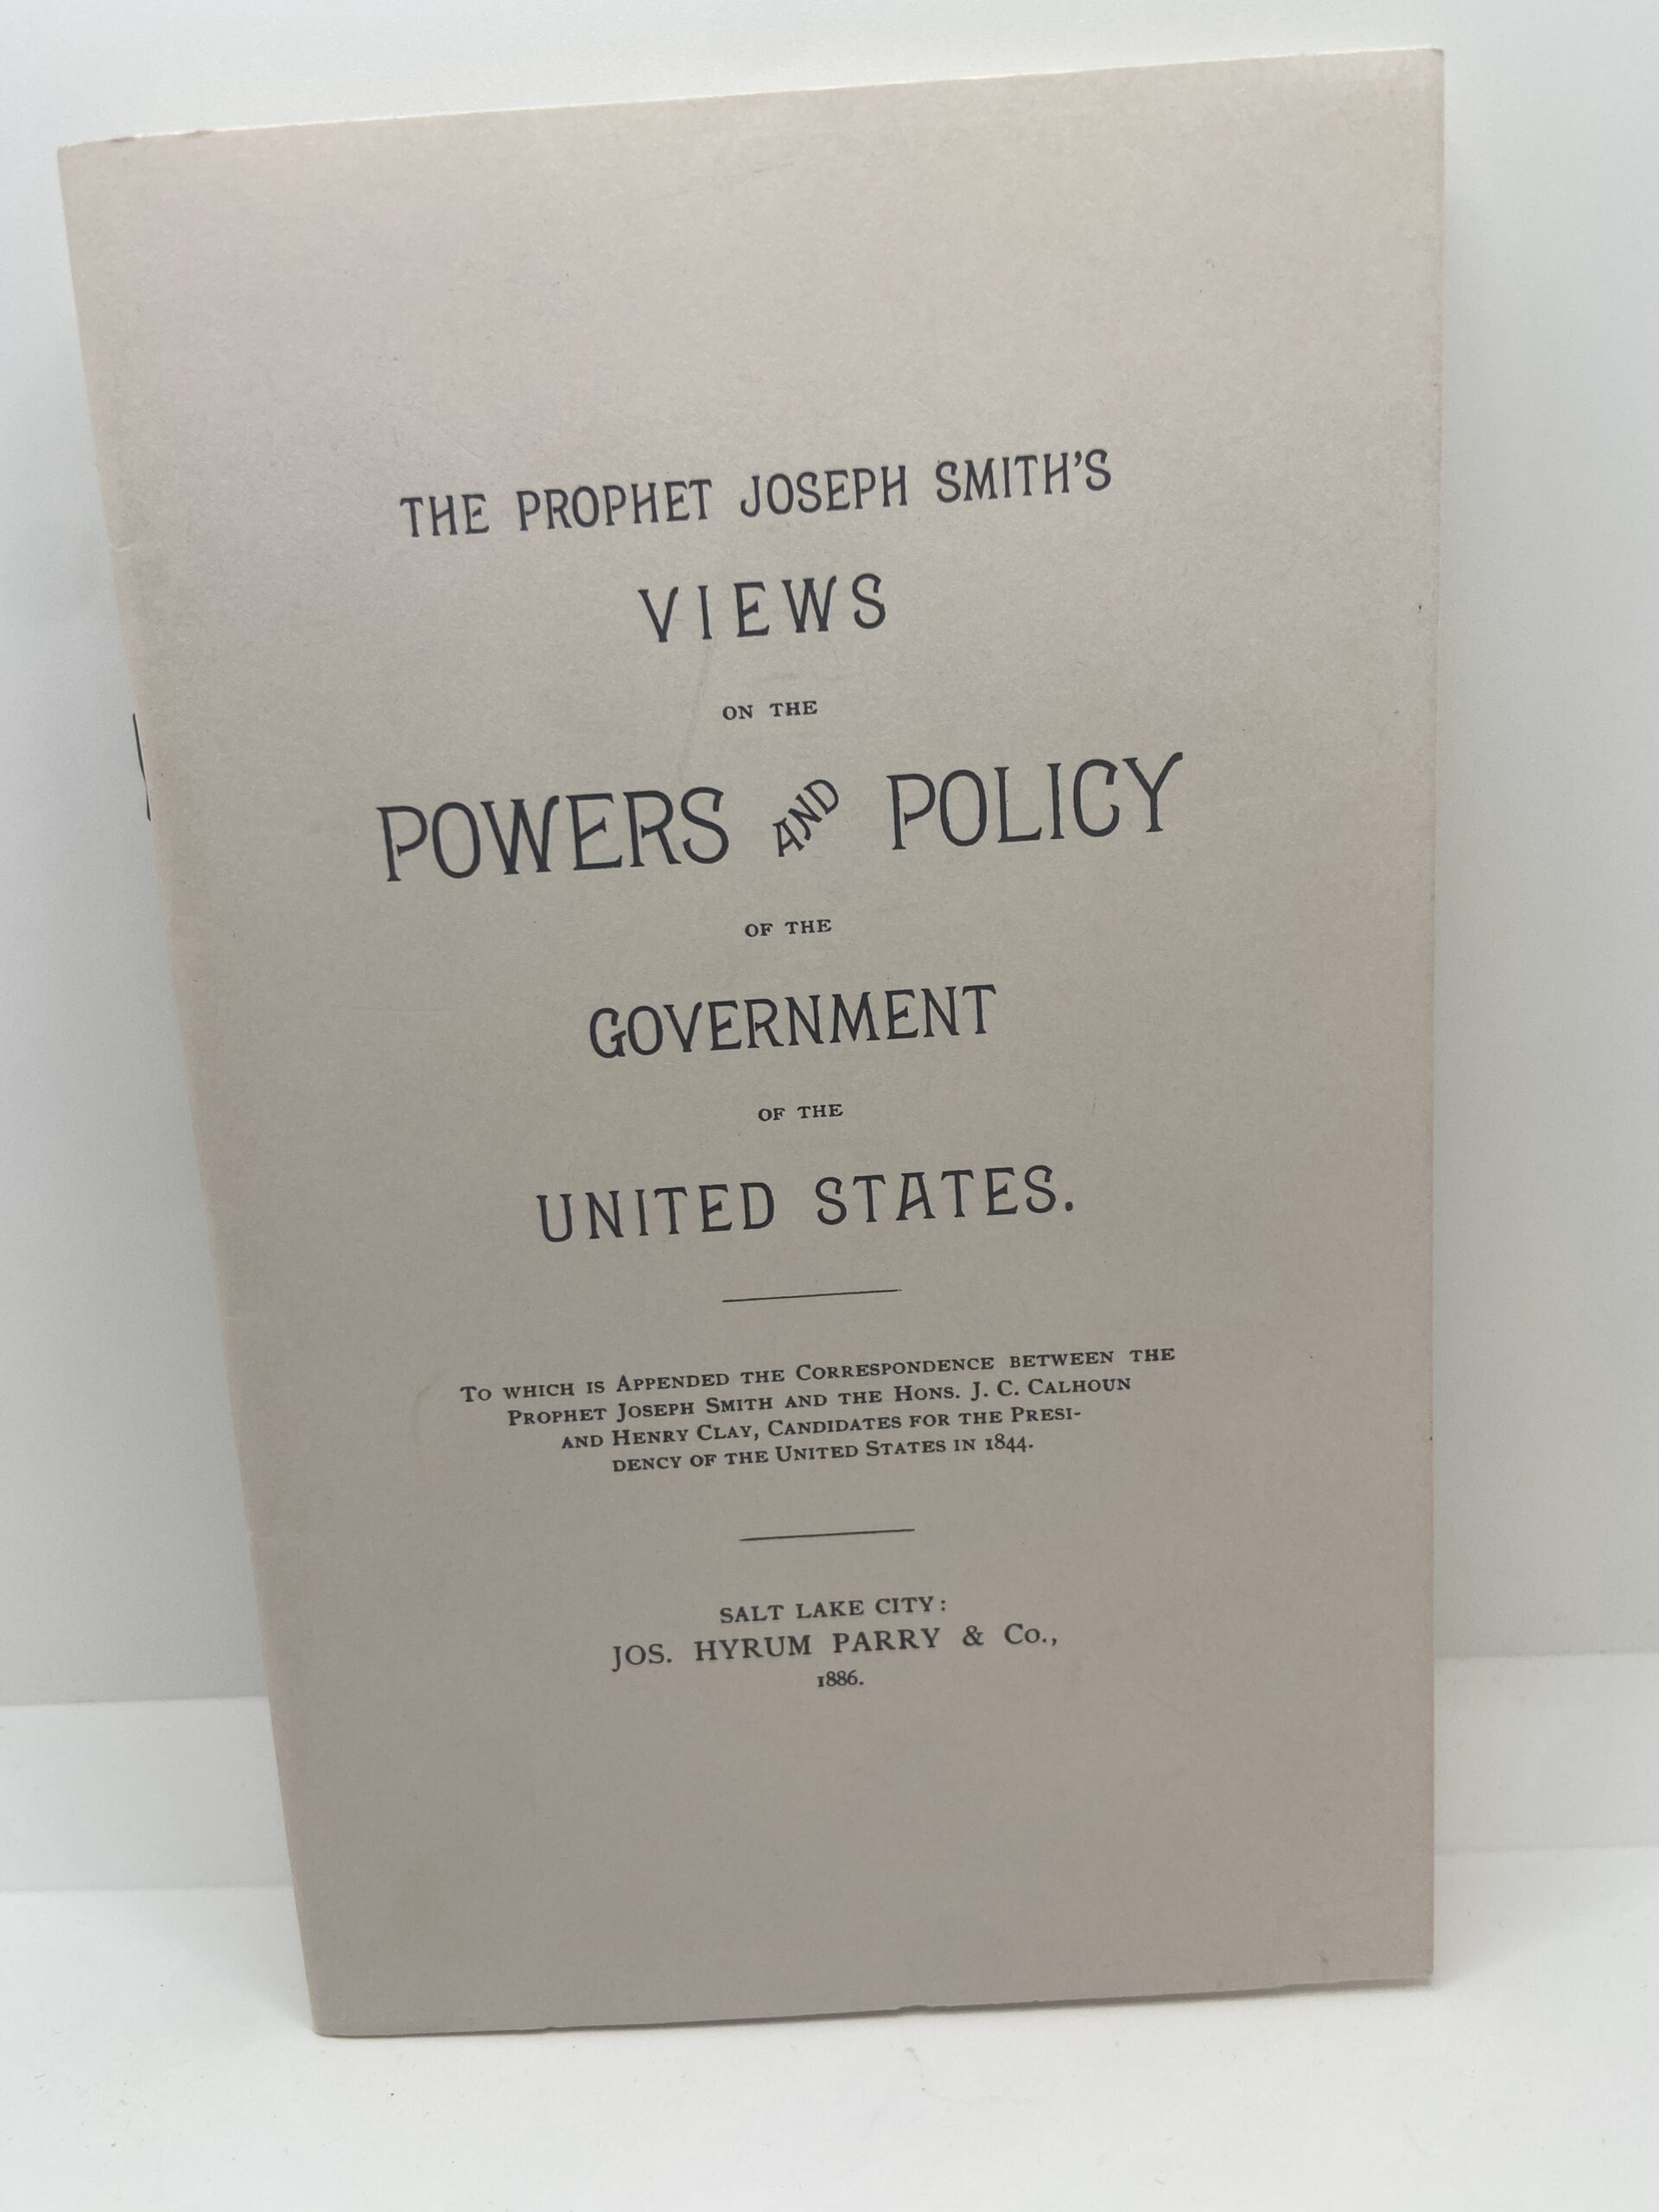 THE PROPHET JOSEPH SMITH'S
VIEWS
ON THE
POWERS AND POLICY
OF THE
GOVERNMENT
OF THE
UNITED STATES.
To which is Appended the Correspondence between the
Prophet Joseph Smith and the Hons. J. C. Calhoun
and Henry Clay, Candidates for the Presi-
dency of the United States in 1844.
SALT LAKE CITY:
JOS. HYRUM PARRY & Co.,
1886.